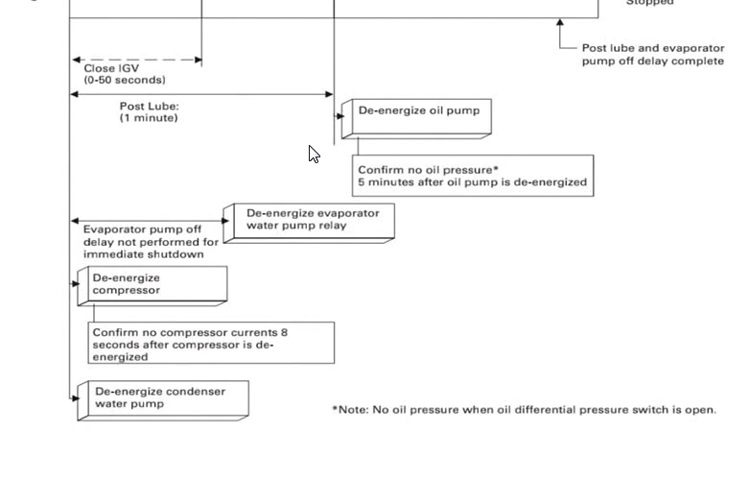 Stopped
Post lube and evaporator
pump off delay complete
Close IGV
(0-50 seconds)
Post Lube:
(1 minute)
De-energize oil pump
Confirm no oil pressure*
5 minutes after oil pump is de-energized
De-energize evaporator
water pump relay
Evaporator pump off
delay not performed for
immediate shutdown
De-energize
compressor
Confirm no compressor currents 8
seconds after compressor is de-
energized
De-energize condenser
water pump
*Note: No oil pressure when oil differential pressure switch is open.